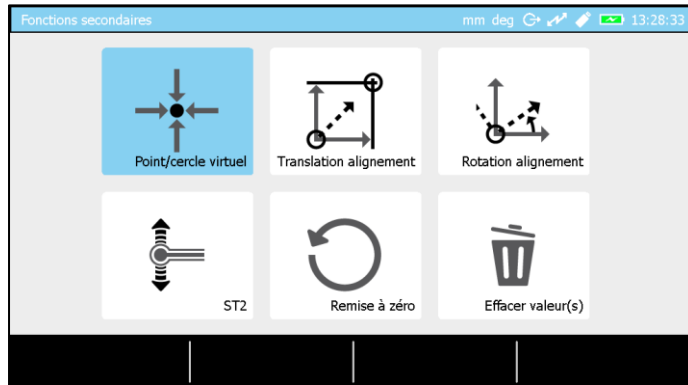 Fonctions secondaires
mm deg 13:28:33
Point/cercle virtuel
Translation alignement
Rotation alignement
ST2
Remise à zéro
Effacer valeur(s)